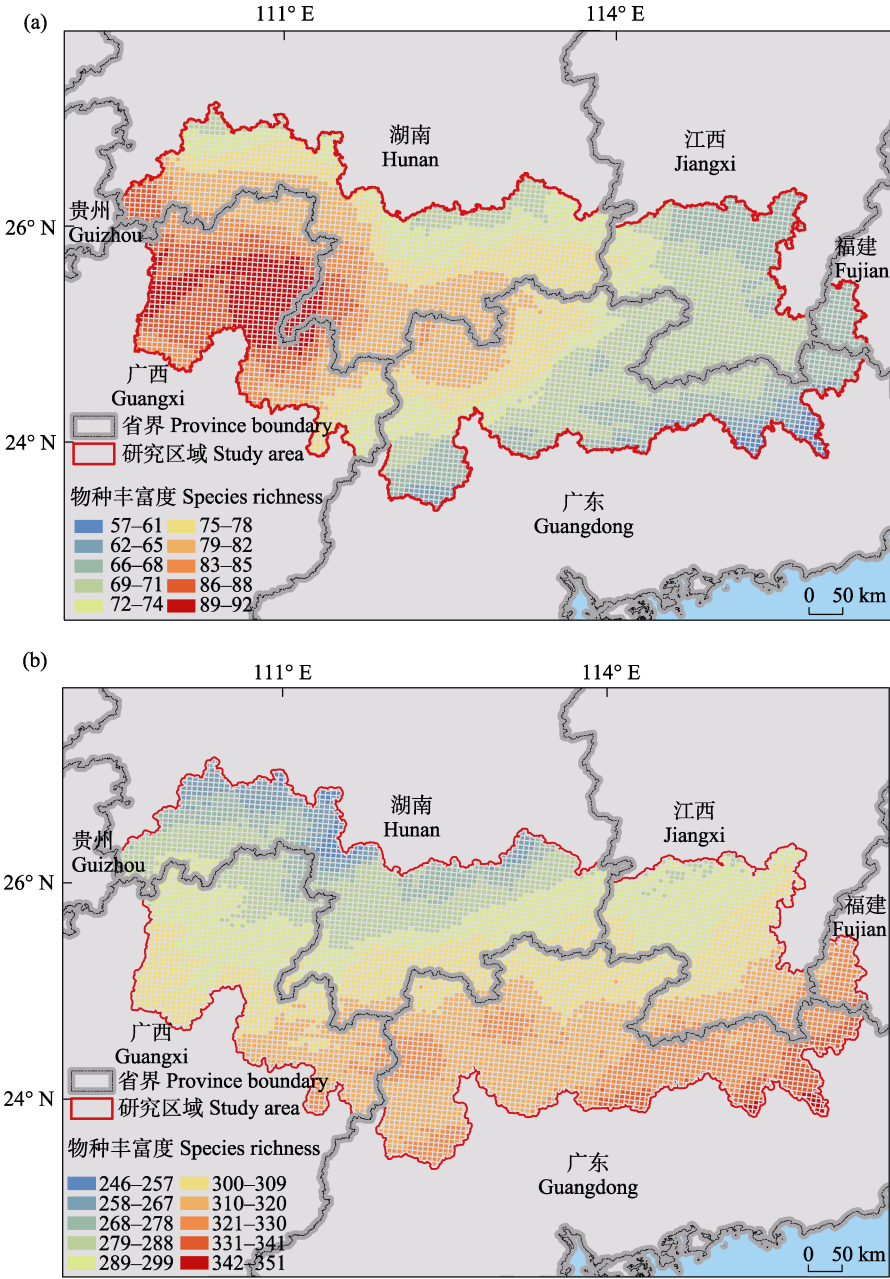 (a)
111° E 114° E
湖南
Hunan
江西
Jiangxi
贵州
Guizhou
26° N
福建
Fujian
广西
Guangxi
省界 Province boundary
24° N
研究区域 Study area
广东
Guangdong
物种丰富度 Species richness
57–61 75–78
62–65 79–82
66–68 83–85
69–71 86–88
72–74 89–92
0 50 km
(b)
111° E 114° E
湖南
Hunan
江西
Jiangxi
贵州
Guizhou
26° N
福建
Fujian
广西
Guangxi
省界 Province boundary
24° N
研究区域 Study area
物种丰富度 Species richness
广东
Guangdong
246–257 300–309
258–267 310–320
268–278 321–330
279–288 331–341
289–299 342–351
0 50 km